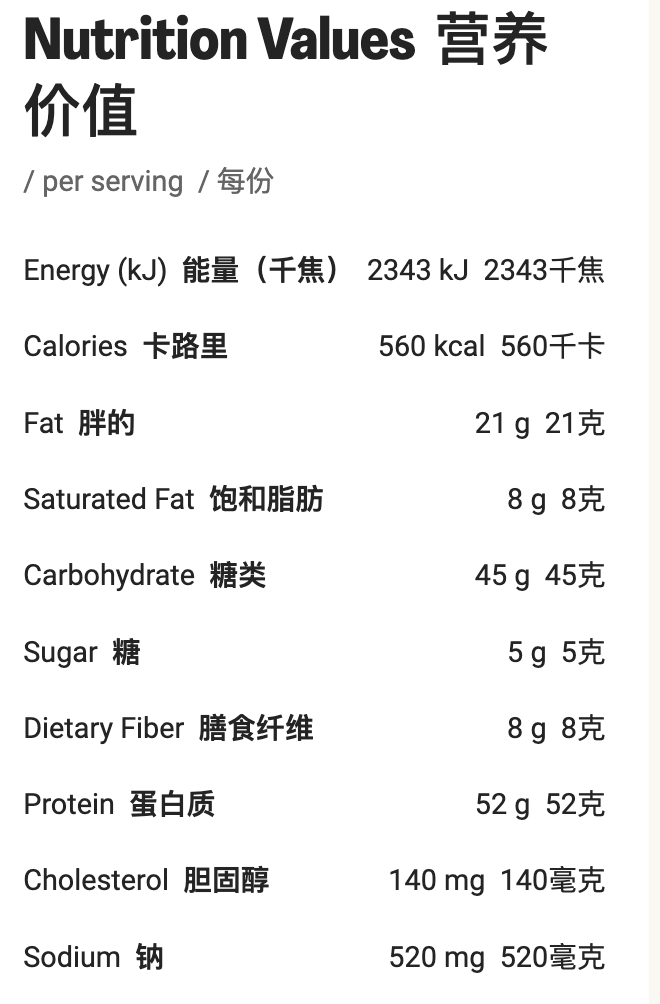 Nutrition Values 营养
价值
/ per serving / 每份
Energy (kJ) 能量（千焦） 2343 kJ 2343千焦
Calories 卡路里 560 kcal 560千卡
Fat 胖的 21 g 21克
Saturated Fat 饱和脂肪 8 g 8克
Carbohydrate 糖类 45 g 45克
Sugar 糖 5 g 5克
Dietary Fiber 膳食纤维 8 g 8克
Protein 蛋白质 52 g 52克
Cholesterol 胆固醇 140 mg 140毫克
Sodium 钠 520 mg 520毫克